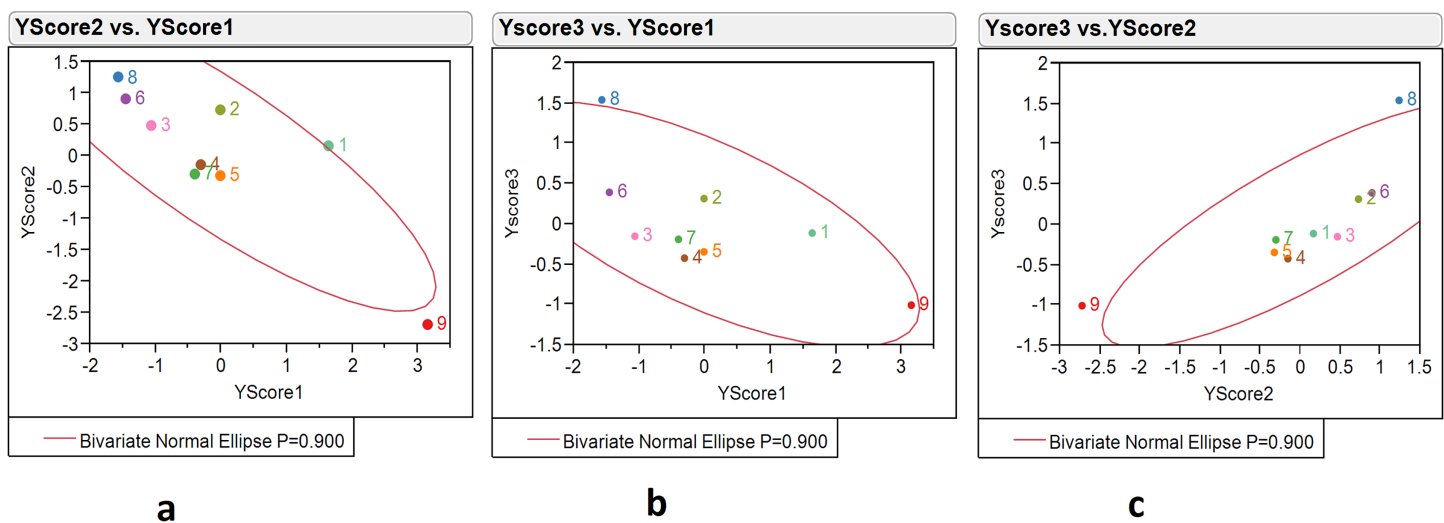 YScore2 vs. YScore1
1.5
1
0.5
0
-0.5
-1
-1.5
-2
-2.5
-3
YScore2
8
6
3
2
1
4
7
5
9
-2 -1 0 1 2 3
YScore1
Bivariate Normal Ellipse P=0.900
a
Yscore3 vs. YScore1
2
1.5
1
0.5
0
-0.5
-1
-1.5
Yscore3
8
6
2
3
7
1
4
5
9
-2 -1 0 1 2 3
YScore1
Bivariate Normal Ellipse P=0.900
b
Yscore3 vs.YScore2
2
1.5
1
0.5
0
-0.5
-1
-1.5
Yscore3
8
6
2
1
3
7
5
4
9
-3 -2.5 -2 -1.5 -1 -0.5 0 0.5 1 1.5
YScore2
Bivariate Normal Ellipse P=0.900
c